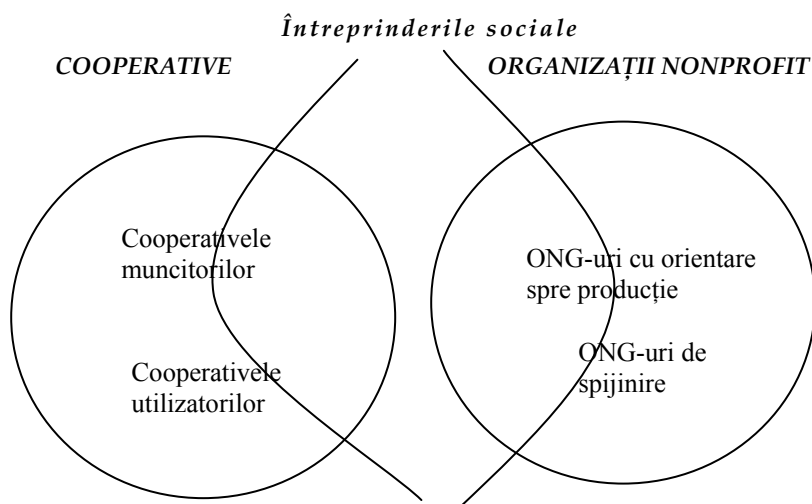 Întreprinderile sociale
COOPERATIVE
ORGANIZAȚII NONPROFIT
Cooperativele
muncitorilor
Cooperativele
utilizatorilor
ONG-uri cu orientare
spre producție
ONG-uri de
spijinire